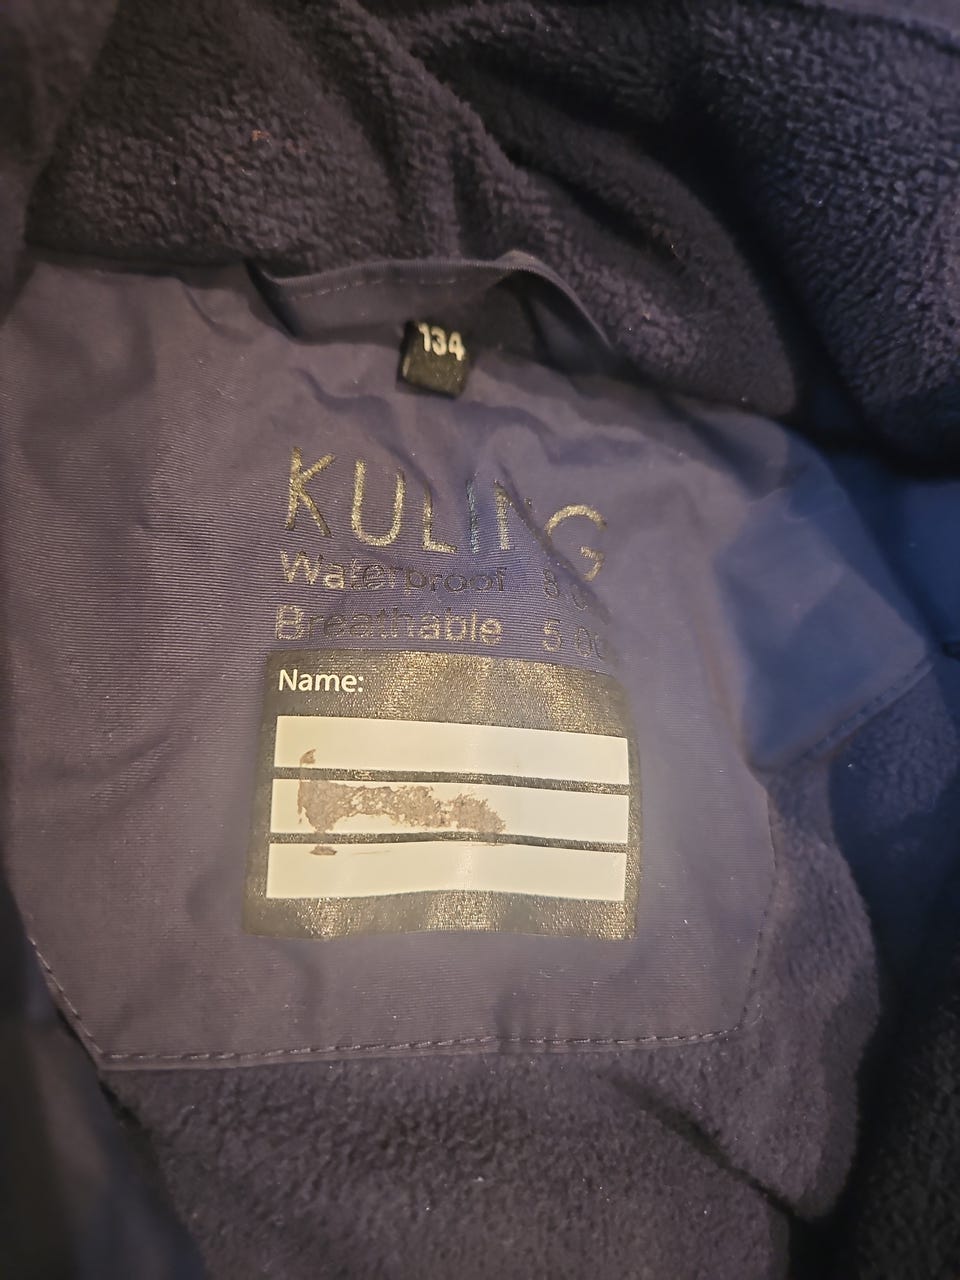 134
KULING
Waterproof
Breathable
Name: